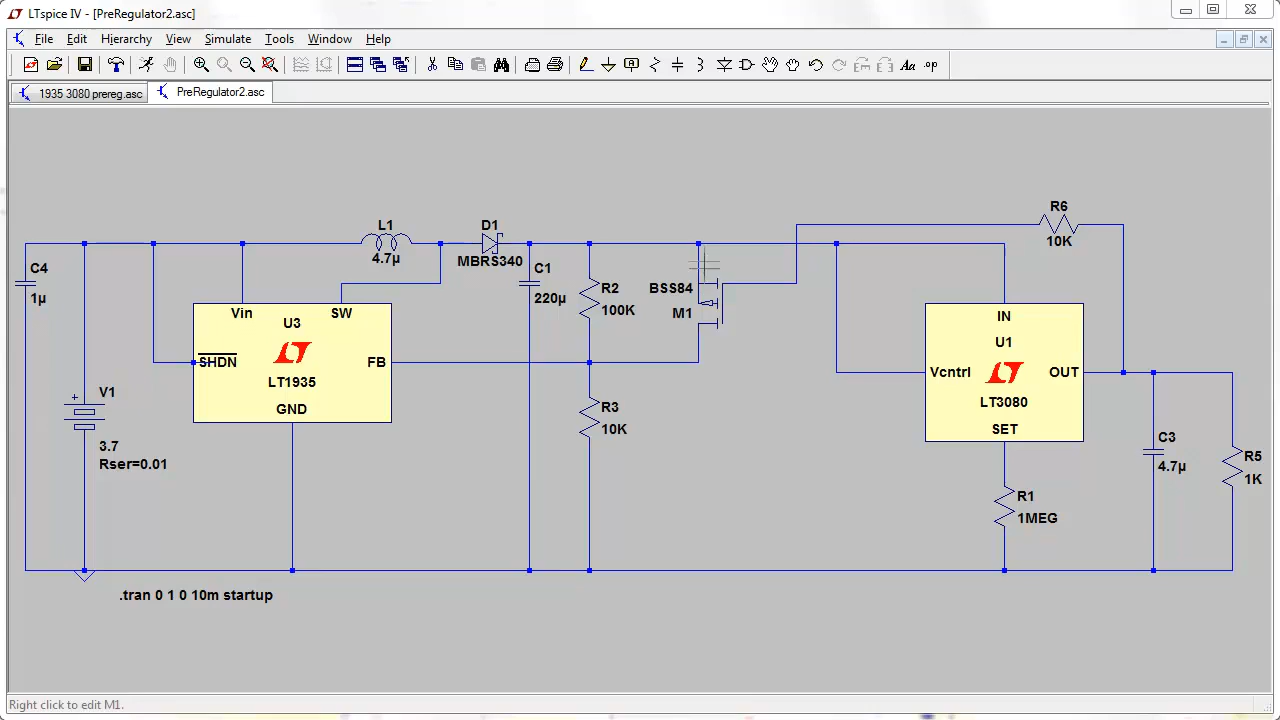 LTspice IV - [PreRegulator2.asc]
File Edit Hierarchy View Simulate Tools Window Help
Aa .op
1935 3080 prereg.asc PreRegulator2.asc
R6
10K
L1
4.7µ
D1
MBRS340
C4
1µ
C1
220µ
R2
100K
BSS84
M1
Vin
SW
U3
SHDN
FB
LT1935
GND
IN
U1
Vcntrl
OUT
LT3080
SET
V1
+
3.7
Rser=0.01
R3
10K
C3
4.7µ
R5
1K
R1
1MEG
.tran 0 1 0 10m startup
Right click to edit M1.